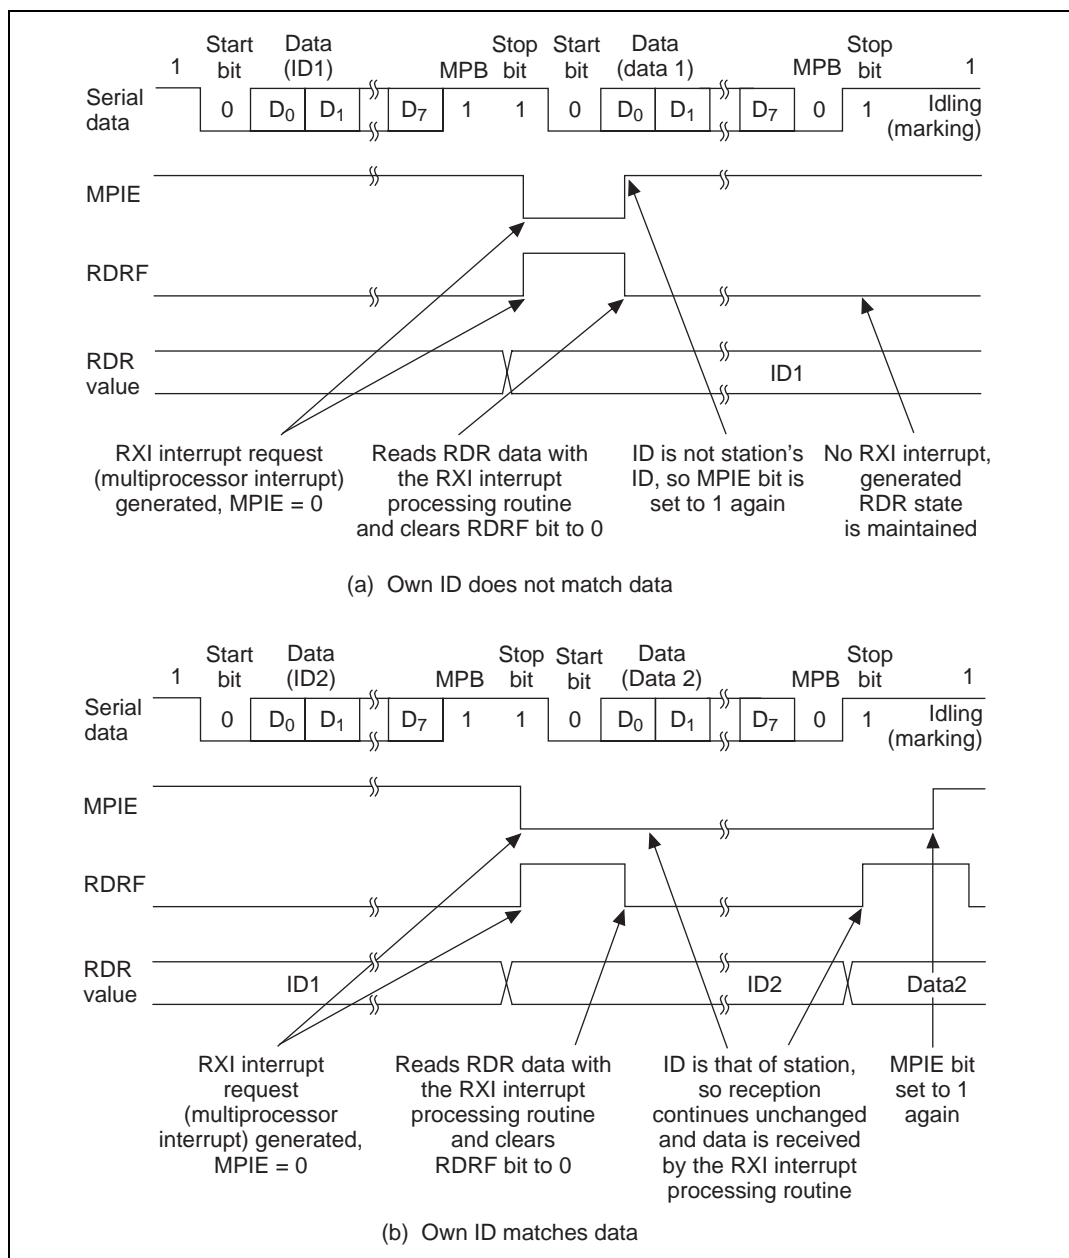 Start Data Stop Start Data Stop
1 bit (ID1) MPB bit bit (data 1) MPB bit 1
Serial data 0 D0 D1 D7 1 1 0 D0 D1 D7 0 1 Idling (marking)
MPIE
RDRF
RDR
value ID1
RXI interrupt request
(multiprocessor interrupt)
generated, MPIE = 0
Reads RDR data with
the RXI interrupt
processing routine
and clears RDRF bit to 0
ID is not station's
ID, so MPIE bit is
set to 1 again
No RXI interrupt,
generated
RDR state
is maintained
(a) Own ID does not match data
Start Data Stop Start Data Stop
1 bit (ID2) MPB bit bit (Data 2) MPB bit 1
Serial data 0 D0 D1 D7 1 1 0 D0 D1 D7 0 1 Idling (marking)
MPIE
RDRF
RDR
value ID1 ID2 Data2
RXI interrupt
request
(multiprocessor
interrupt) generated,
MPIE = 0
Reads RDR data with
the RXI interrupt
processing routine
and clears
RDRF bit to 0
ID is that of station,
so reception
continues unchanged
and data is received
by the RXI interrupt
processing routine
MPIE bit
set to 1
again
(b) Own ID matches data